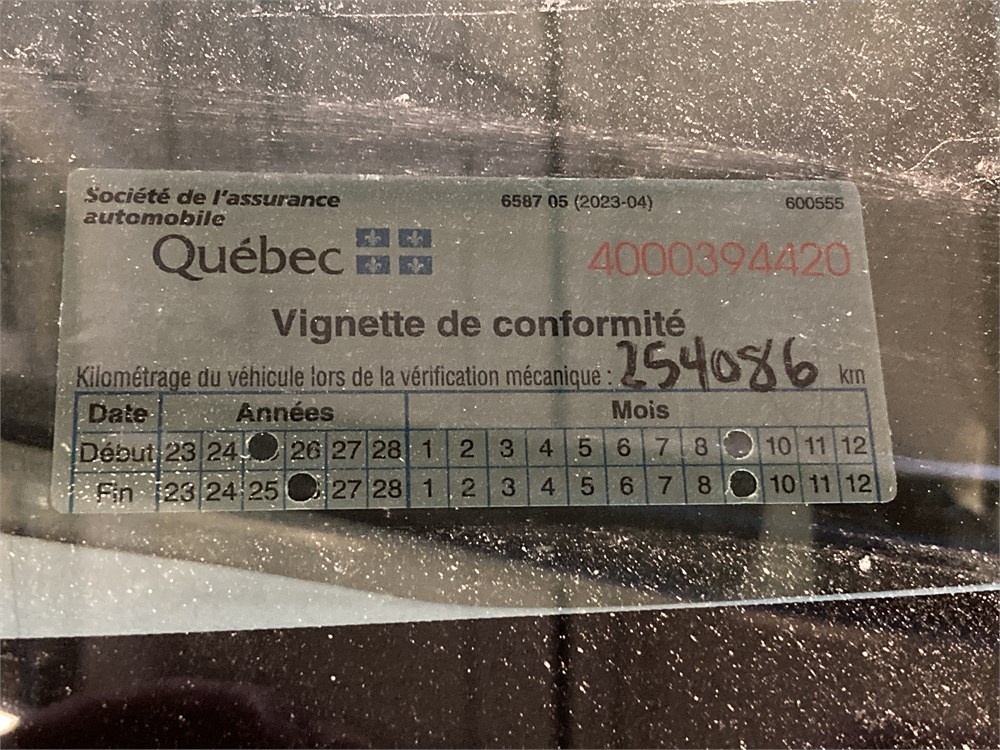 Société de l'assurance
automobile
Québec
6587 05 (2023-04)
600555
4000394420
Vignette de conformité
Kilométrage du véhicule lors de la vérification mécanique : 254086 km
Date Années Mois
Début 23 24 26 27 28 1 2 3 4 5 6 7 8 10 11 12
Fin 23 24 25 27 28 1 2 3 4 5 6 7 8 10 11 12